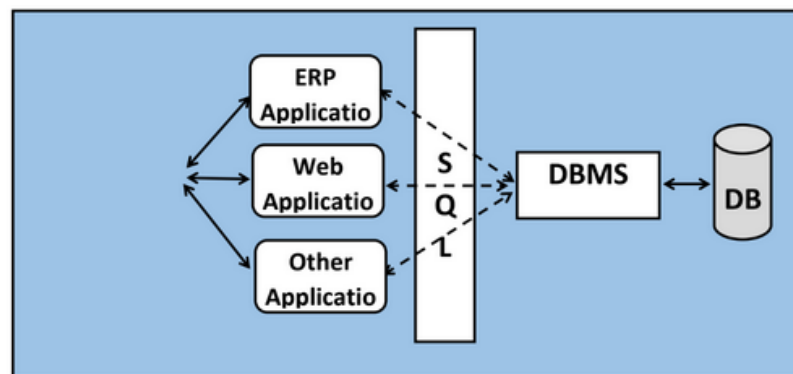 ERP
Applicatio
Web
Applicatio
Other
Applicatio
S
Q
L
DBMS
DB